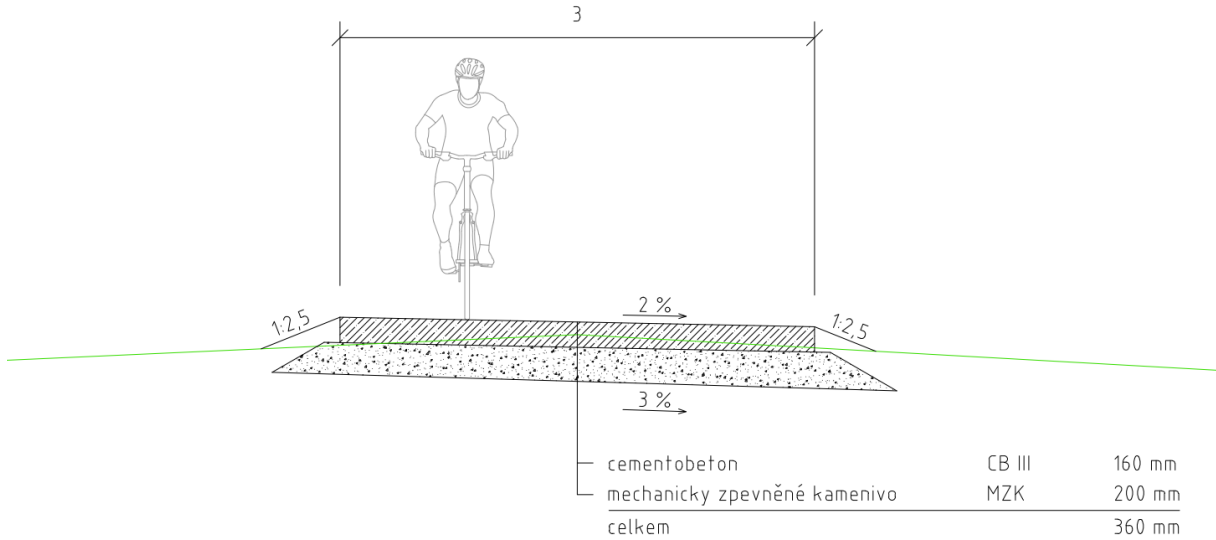 3
2 %
1:2,5
1:2,5
3 %
cementobeton CB III 160 mm
mechanicky zpevněné kamenivo MZK 200 mm
celkem 360 mm